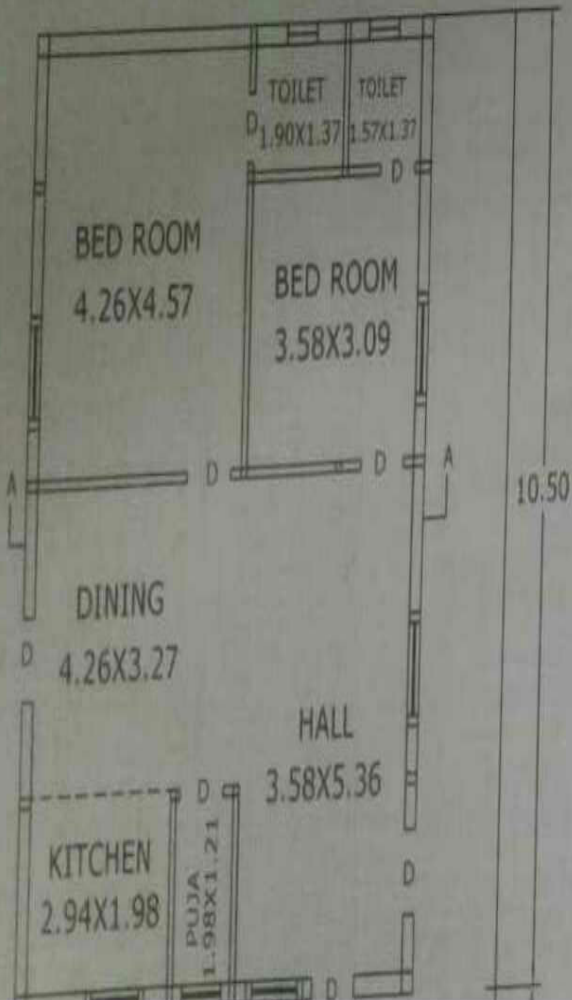 TOILET
1.90X1.37
TOILET
1.57X1.37
D
D
BED ROOM
4.26X4.57
BED ROOM
3.58X3.09
A
D
D
A
10.50
DINING
4.26X3.27
D
HALL
3.58X5.36
D
KITCHEN
2.94X1.98
PUJA
1.98X1.21
D
D